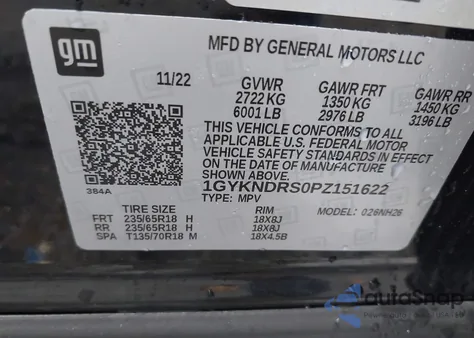 gm
MFD BY GENERAL MOTORS LLC
11/22 GVWR GAWR FRT GAWR RR
2722 KG 1350 KG 1450 KG
6001 LB 2976 LB 3196 LB
THIS VEHICLE CONFORMS TO ALL
APPLICABLE U.S. FEDERAL MOTOR
VEHICLE SAFETY STANDARDS IN EFFECT
ON THE DATE OF MANUFACTURE
SHOWN ABOVE.
384A
1GYKNDRS0PZ151622
TYPE: MPV MODEL: 026NH26
TIRE SIZE RIM
FRT 235/65R18 H 18X8J
RR 235/65R18 H 18X8J
SPA T135/70R18 M 18X4.5B
autoSnap